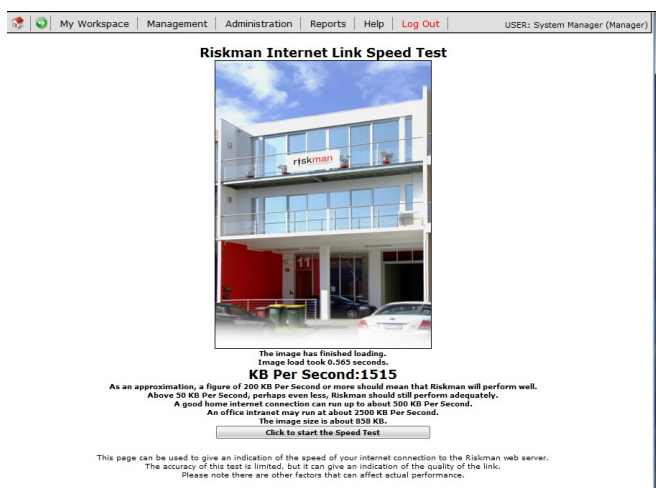 My Workspace Management Administration Reports Help Log Out USER: System Manager (Manager)
Riskman Internet Link Speed Test
riskman
11
The image has finished loading.
Image load took 0.565 seconds.
KB Per Second:1515
As an approximation, a figure of 200 KB Per Second or more should mean that Riskman will perform well.
Above 50 KB Per Second, perhaps even less, Riskman should still perform adequately.
A good home internet connection can run up to about 500 KB Per Second.
An office intranet may run at about 2500 KB Per Second.
The image size is about 858 KB.
Click to start the Speed Test
This page can be used to give an indication of the speed of your internet connection to the Riskman web server.
The accuracy of this test is limited, but it can give an indication of the quality of the link.
Please note there are other factors that can affect actual performance.